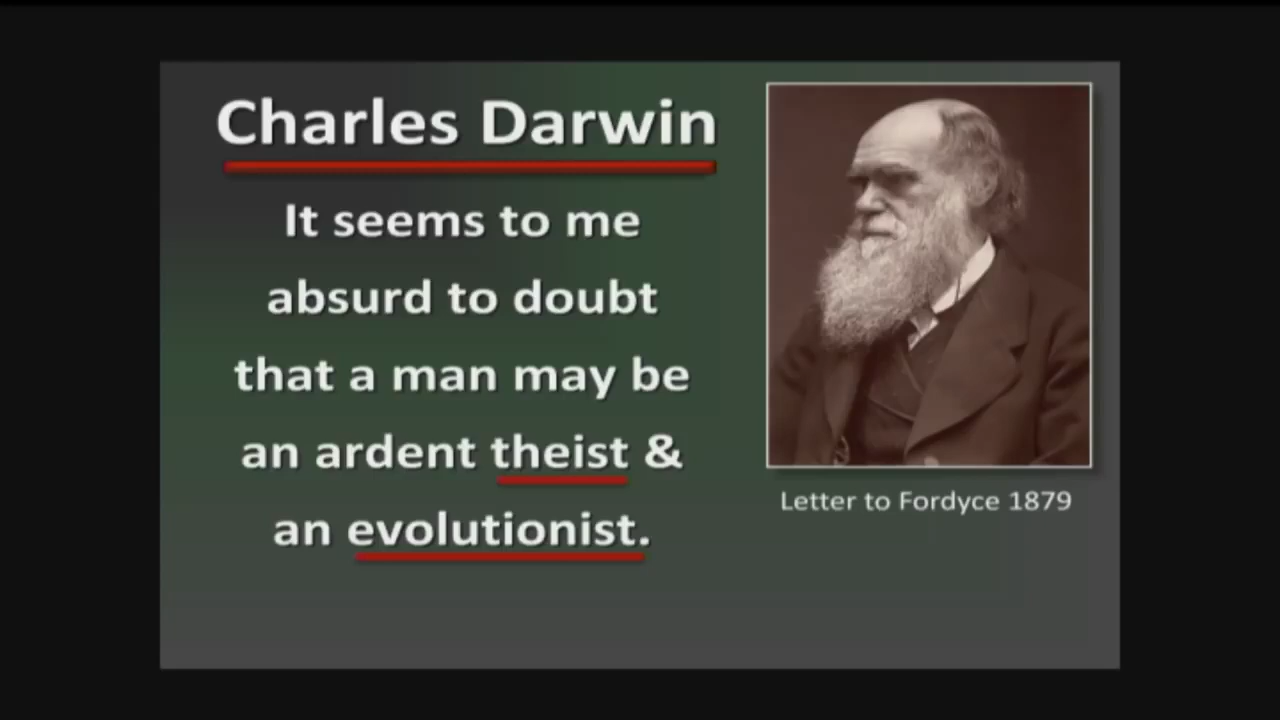 Charles Darwin
It seems to me
absurd to doubt
that a man may be
an ardent theist &
an evolutionist.
Letter to Fordyce 1879